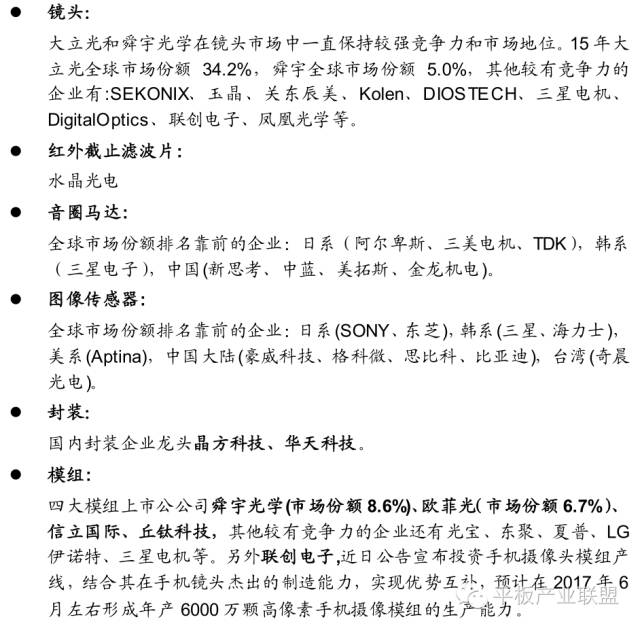 ● 镜头：
大立光和舜宇光学在镜头市场中一直保持较强竞争力和市场地位。15 年大
立光全球市场份额 34.2%，舜宇全球市场份额 5.0%，其他较有竞争力的
企业有:SEKONIX、玉晶、关东辰美、Kolen、DIOSTECH、三星电机、
DigitalOptics、联创电子、凤凰光学等。
● 红外截止滤波片：
水晶光电
● 音圈马达：
全球市场份额排名靠前的企业：日系（阿尔卑斯、三美电机、TDK），韩系
（三星电子），中国(新思考、中蓝、美拓斯、金龙机电)。
● 图像传感器：
全球市场份额排名靠前的企业：日系(SONY、东芝)，韩系(三星、海力士)，
美系(Aptina)，中国大陆(豪威科技、格科微、思比科、比亚迪)，台湾(奇晨
光电)。
● 封装：
国内封装企业龙头晶方科技、华天科技。
● 模组：
四大模组上市公公司舜宇光学(市场份额 8.6%)、欧菲光（市场份额 6.7%）、
信立国际、丘钛科技，其他较有竞争力的企业还有光宝、东聚、夏普、LG
伊诺特、三星电机等。另外联创电子,近日公告宣布投资手机摄像头模组产
线，结合其在手机镜头杰出的制造能力，实现优势互补，预计在 2017 年 6
月左右形成年产 6000 万颗高像素手机摄像模组的生产能力。
平板产业联盟